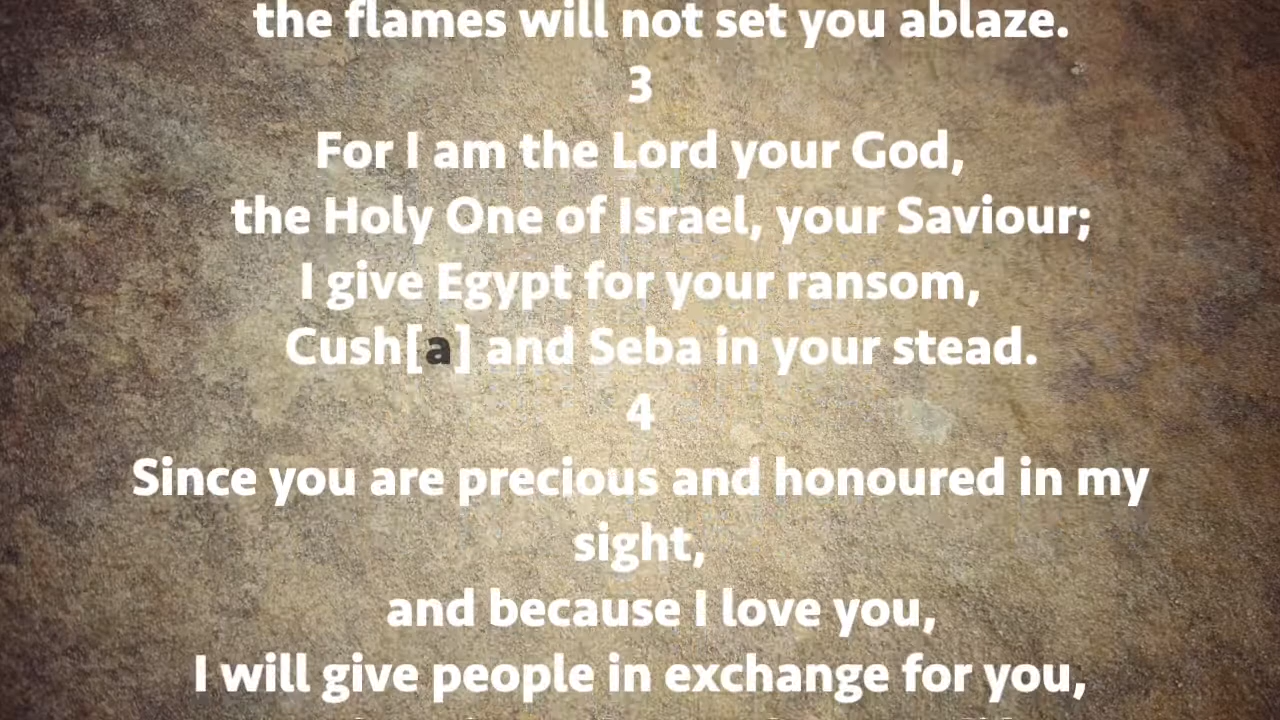 the flames will not set you ablaze.
3
For I am the Lord your God,
the Holy One of Israel, your Saviour;
I give Egypt for your ransom,
Cush[a] and Seba in your stead.
4
Since you are precious and honoured in my
sight,
and because I love you,
I will give people in exchange for you,